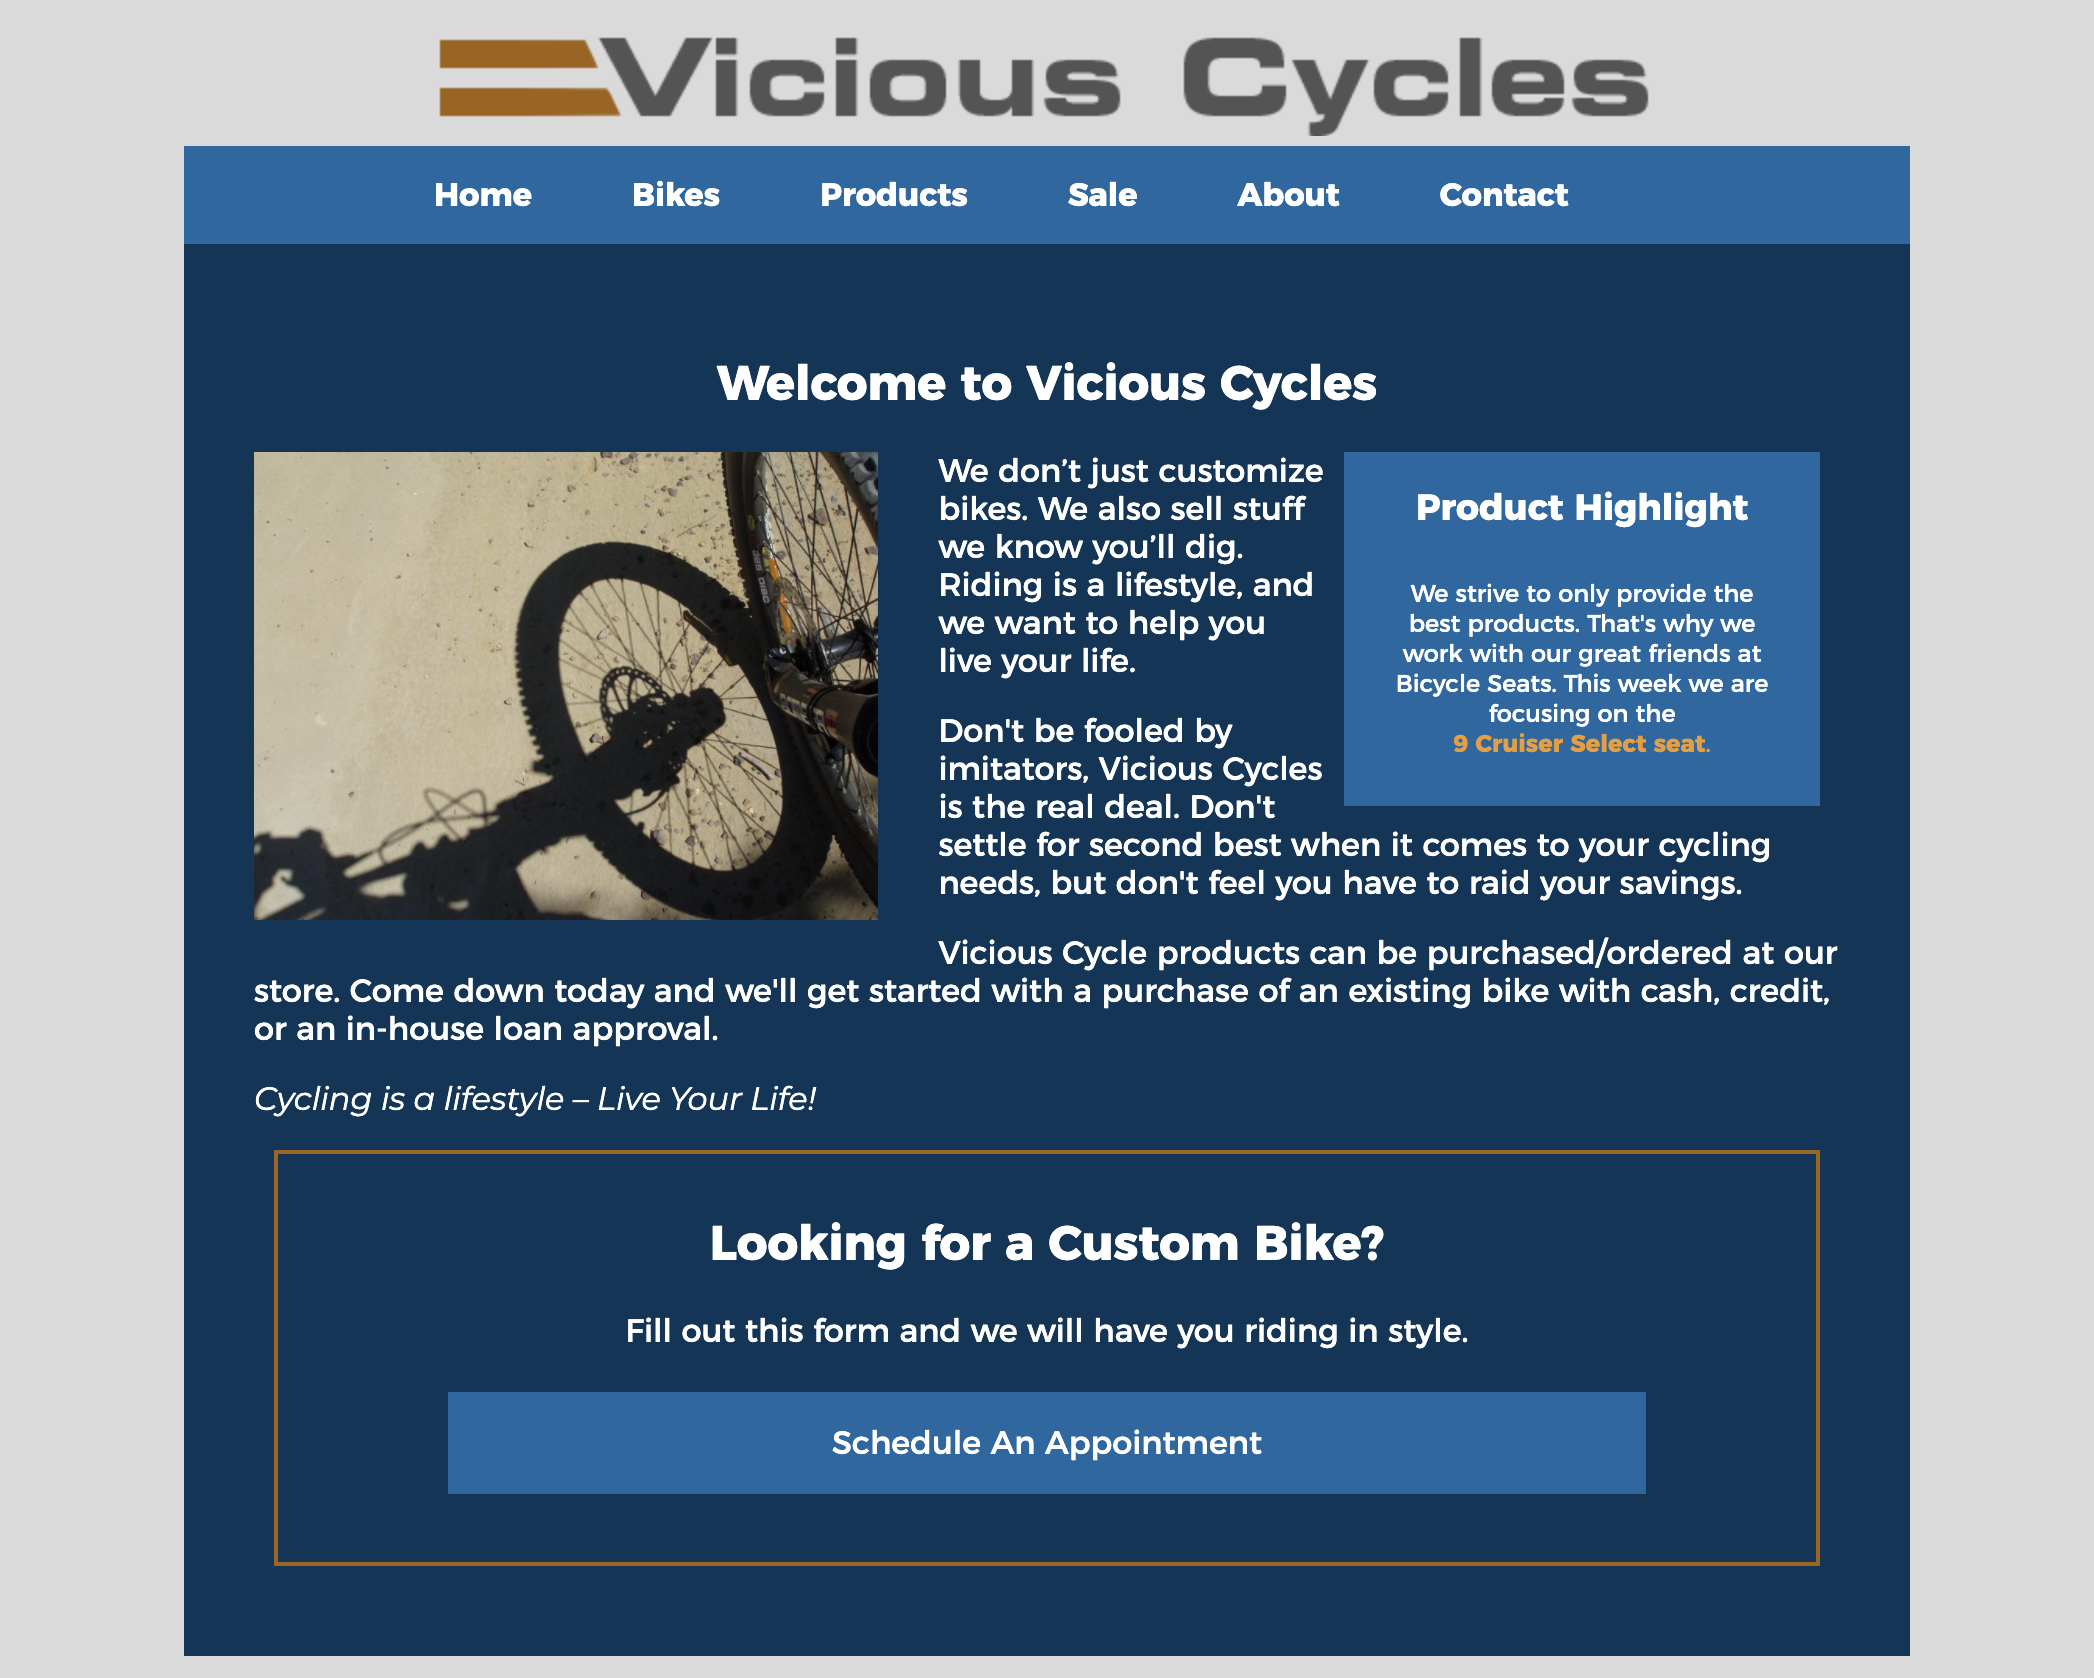 Vicious Cycles
Home Bikes Products Sale About Contact
Welcome to Vicious Cycles
We don’t just customize
bikes. We also sell stuff
we know you’ll dig.
Riding is a lifestyle, and
we want to help you
live your life.
Don't be fooled by
imitators, Vicious Cycles
is the real deal. Don't
settle for second best when it comes to your cycling
needs, but don't feel you have to raid your savings.
Product Highlight
We strive to only provide the
best products. That's why we
work with our great friends at
Bicycle Seats. This week we are
focusing on the
9 Cruiser Select seat.
Vicious Cycle products can be purchased/ordered at our
store. Come down today and we'll get started with a purchase of an existing bike with cash, credit,
or an in-house loan approval.
Cycling is a lifestyle – Live Your Life!
Looking for a Custom Bike?
Fill out this form and we will have you riding in style.
Schedule An Appointment